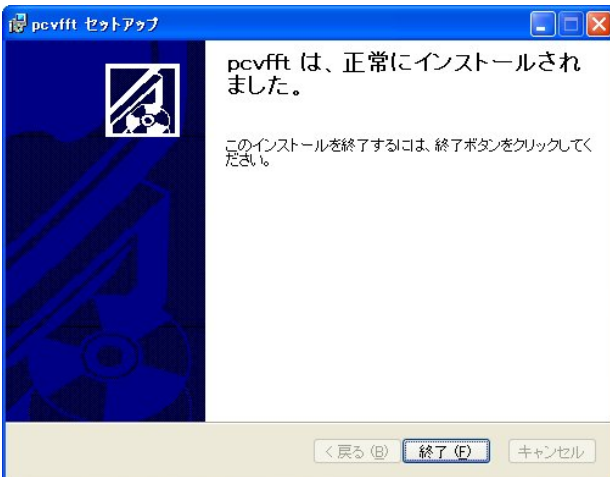 pcvfft セットアップ
pcvfft は、正常にインストールされ
ました。
このインストールを終了するには、終了ボタンをクリックしてく
ださい。
< 戻る (B)
終了 (F)
キャンセル